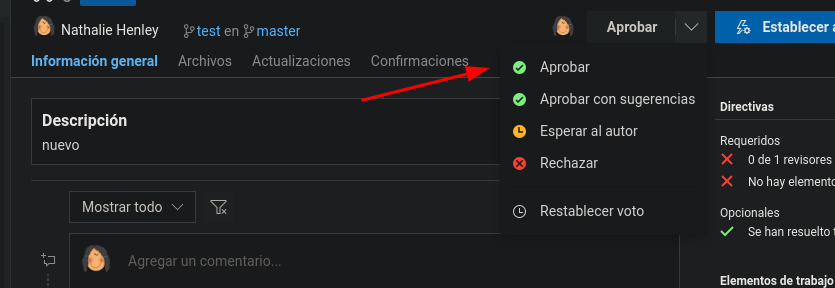 Nathalie Henley
test en master
Aprobar
Establecer a
Información general
Archivos
Actualizaciones
Confirmaciones
Aprobar
Aprobar con sugerencias
Esperar al autor
Rechazar
Restablecer voto
Descripción
nuevo
Mostrar todo
Agregar un comentario...
Directivas
Requeridos
0 de 1 revisores
No hay elemento
Opcionales
Se han resuelto t
Elementos de trabajo